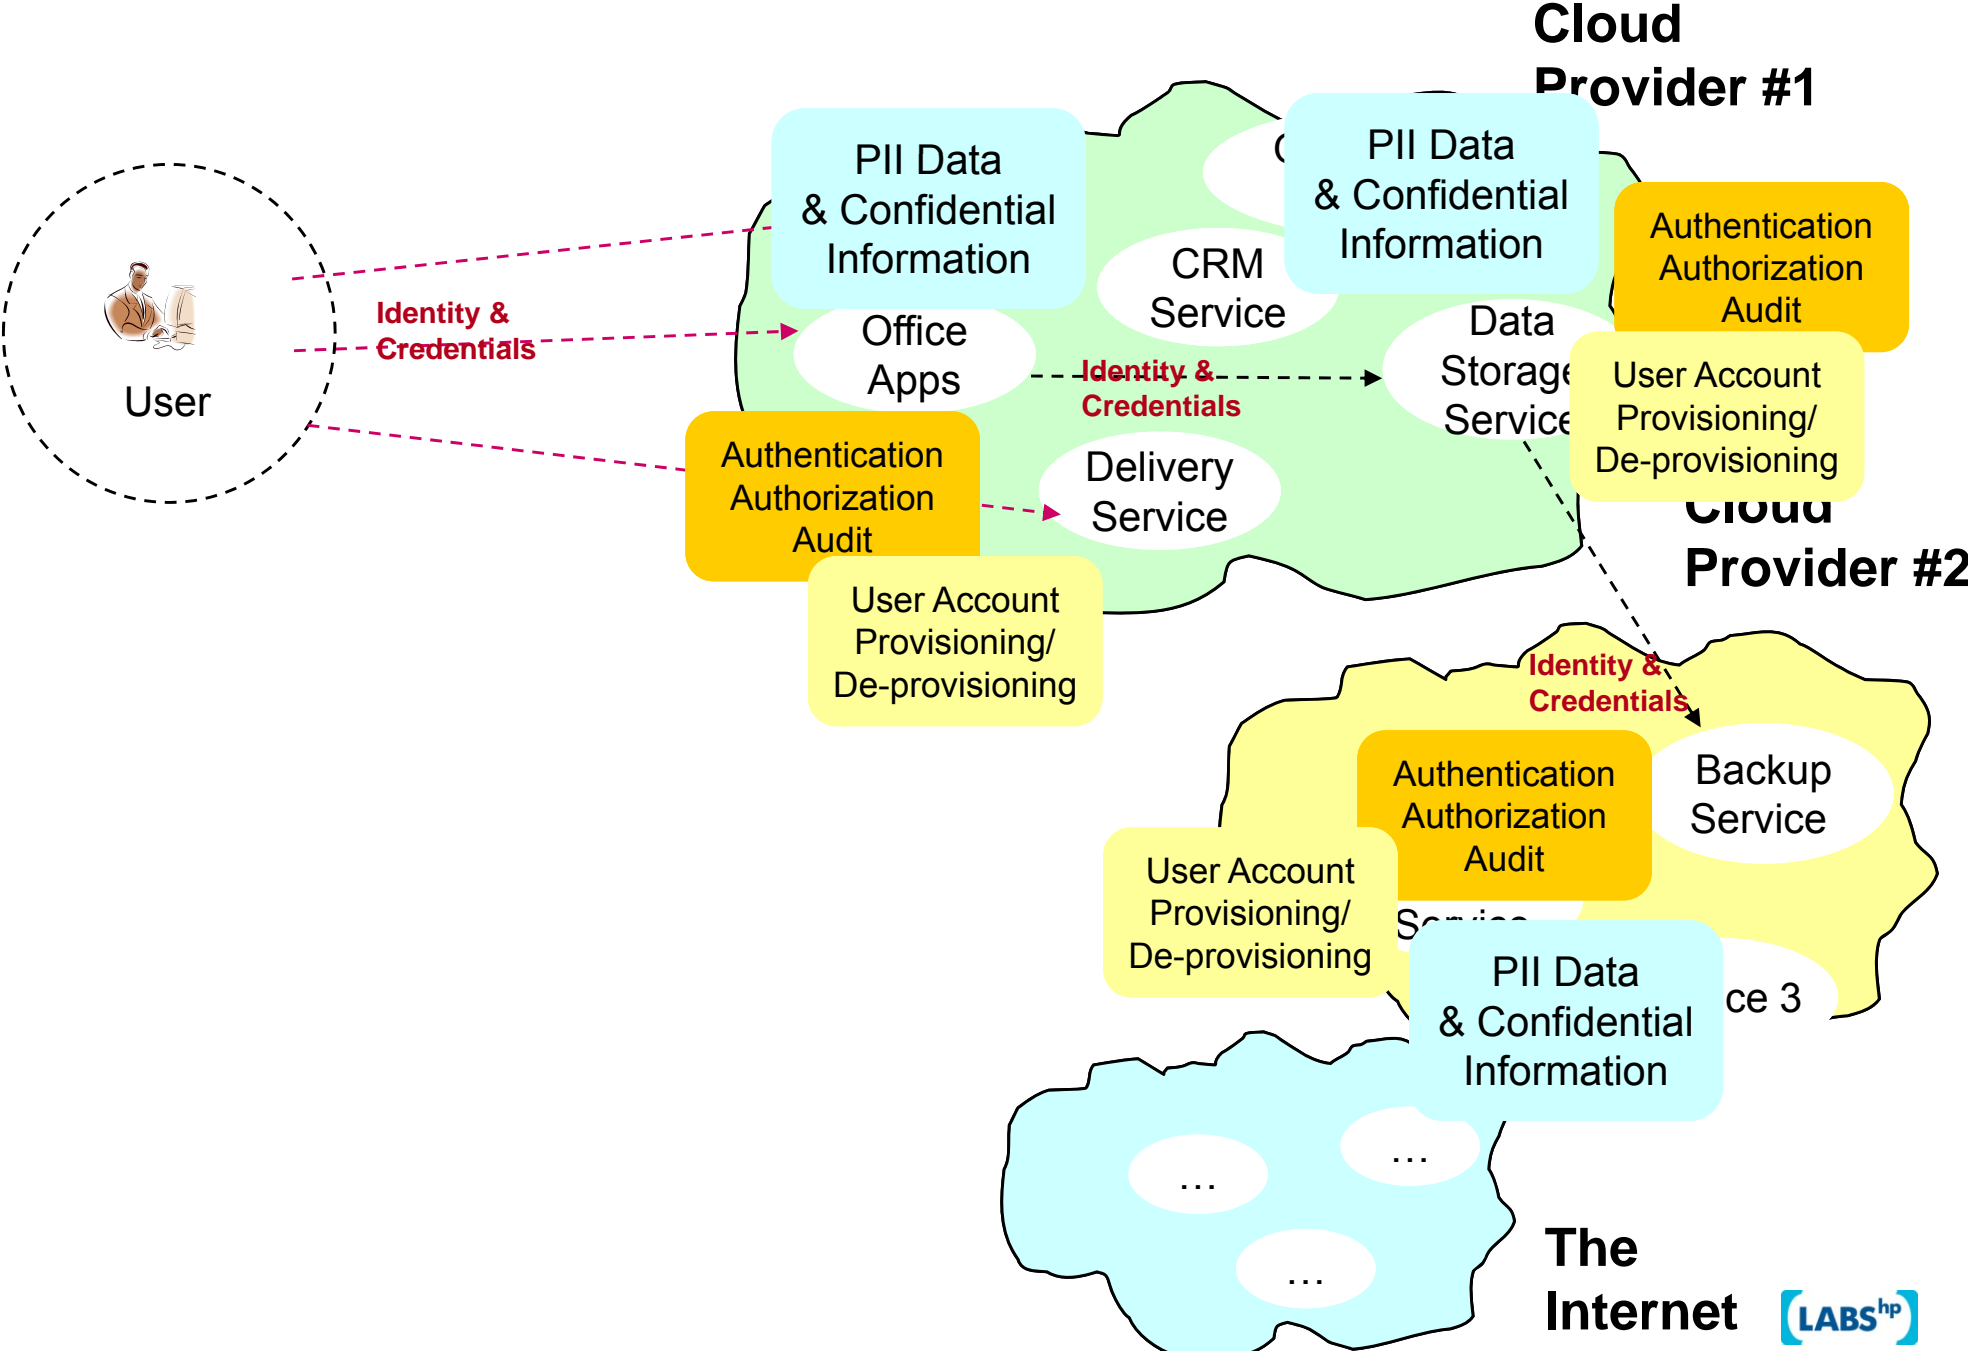 Cloud
Provider #1
PII Data
& Confidential
Information
PII Data
& Confidential
Information
Authentication
Authorization
Audit
CRM
Service
Identity &
Credentials
Office
Apps
Data
Storage
Service
User Account
Provisioning/
De-provisioning
Identity &
Credentials
User
Authentication
Authorization
Audit
Delivery
Service
Cloud
Provider #2
User Account
Provisioning/
De-provisioning
Identity &
Credentials
Authentication
Authorization
Audit
Backup
Service
User Account
Provisioning/
De-provisioning
Service
PII Data
& Confidential
Information
ce 3
...
...
...
The
Internet
LABS hp